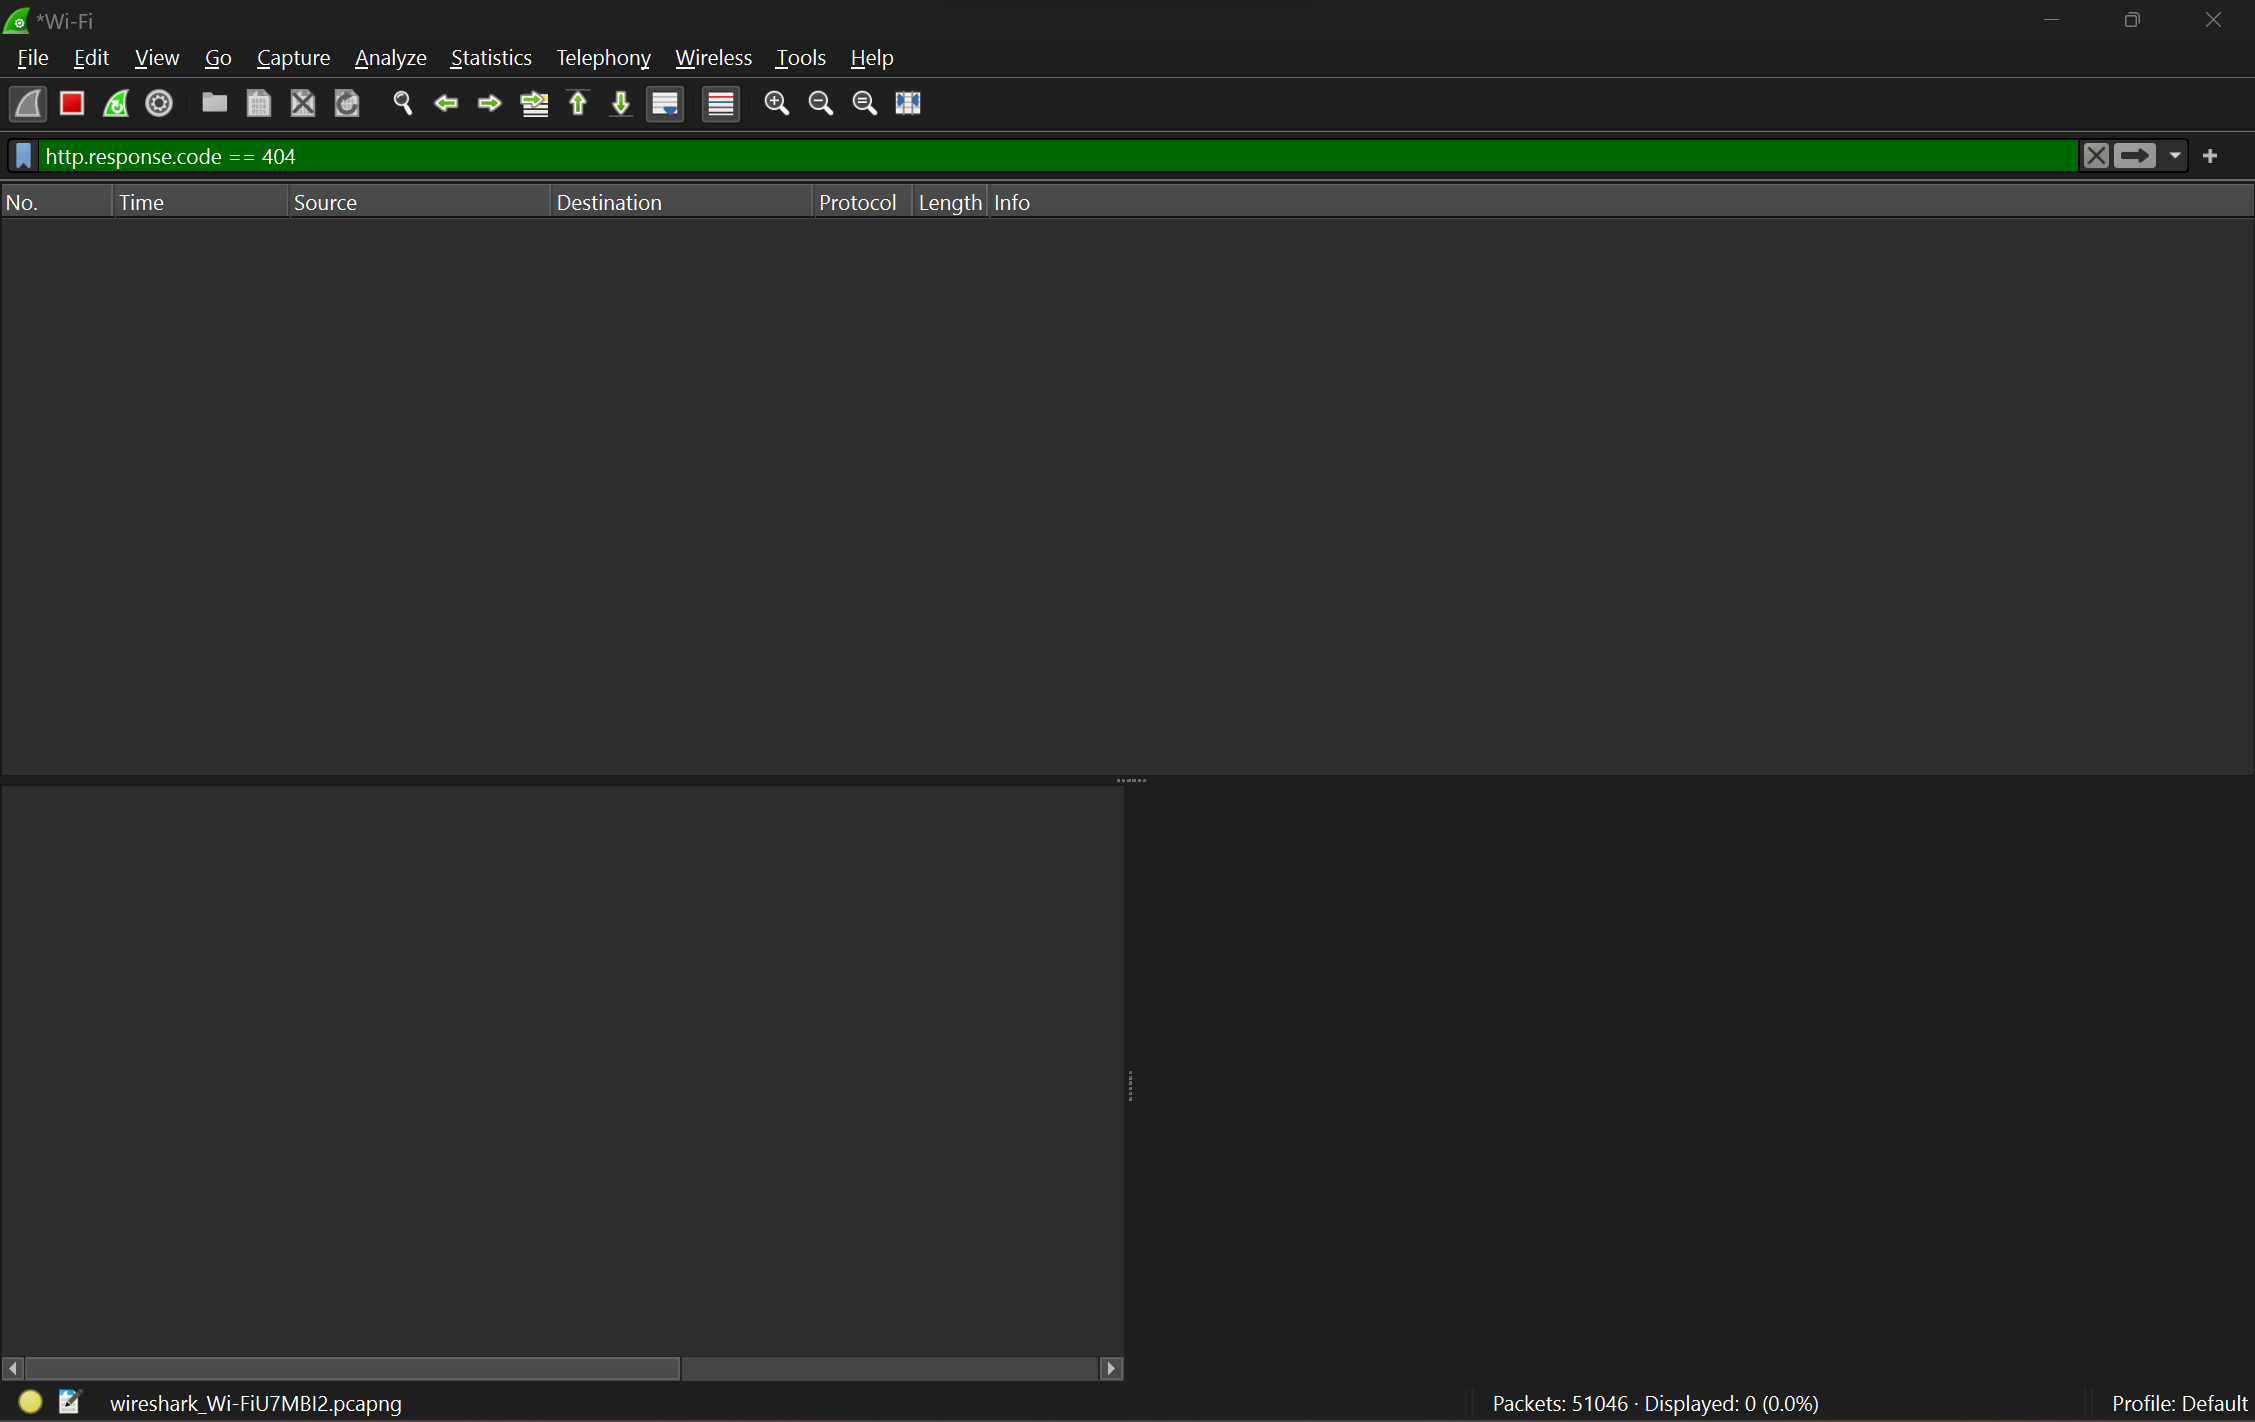 *Wi-Fi
File Edit View Go Capture Analyze Statistics Telephony Wireless Tools Help
http.response.code == 404
No. Time Source Destination Protocol Length Info
wireshark_Wi-FiU7MBI2.pcapng Packets: 51046 · Displayed: 0 (0.0%) Profile: Default